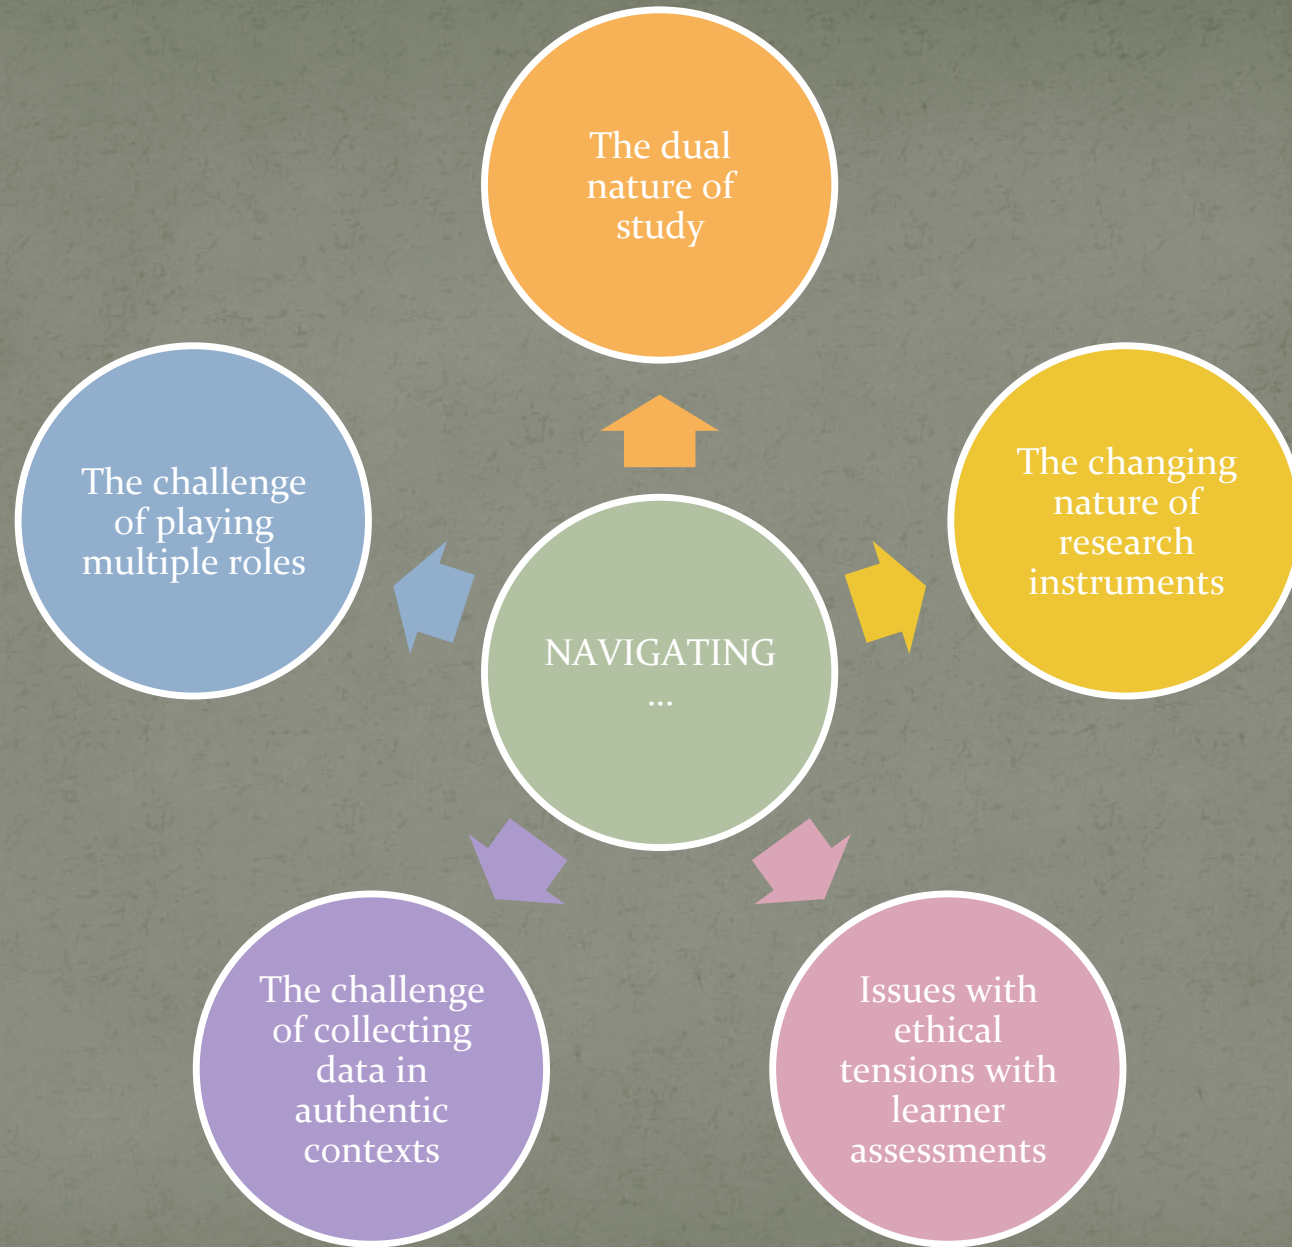 The dual
nature of
study
The challenge
of playing
multiple roles
The changing
nature of
research
instruments
NAVIGATING
...
The challenge
of collecting
data in
authentic
contexts
Issues with
ethical
tensions with
learner
assessments